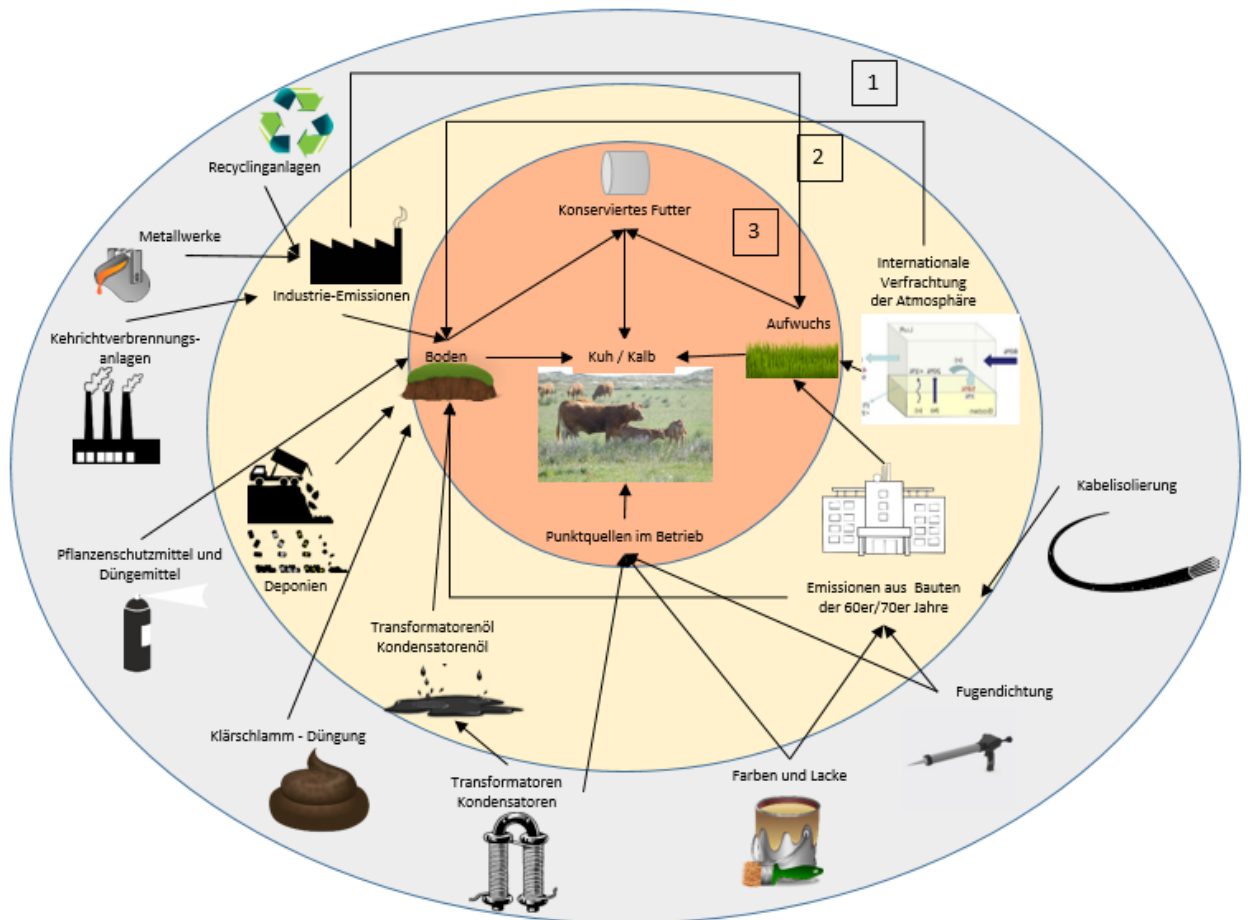 1
Recyclinganlagen
2
Konserviertes Futter
3
Metallwerke
Industrie-Emissionen
Internationale
Verfrachtung
der Atmosphäre
Kehrichtverbrennungs-
anlagen
Boden
Kuh / Kalb
Aufwuchs
Kabelisolierung
Punktquellen im Betrieb
Pflanzenschutzmittel und
Düngemittel
Deponien
Emissionen aus Bauten
der 60er/70er Jahre
Transformatorenöl
Kondensatorenöl
Fugendichtung
Klärschlamm - Düngung
Transformatoren
Kondensatoren
Farben und Lacke